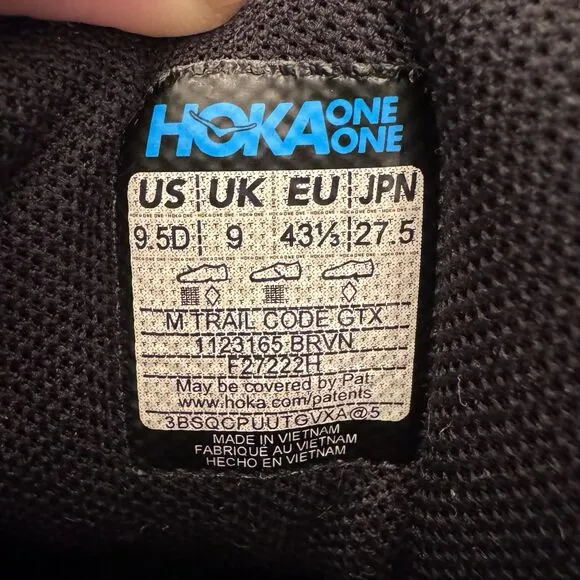 HOKA ONE ONE
US UK EU JPN
9.5D 9 43⅓ 27.5
M TRAIL CODE GTX
1123165 BRVN
F27222H
May be covered by Pat:
www.hoka.com/patents
3BSQCPUUTGVXA@5
MADE IN VIETNAM
FABRIQUÉ AU VIETNAM
HECHO EN VIETNAM